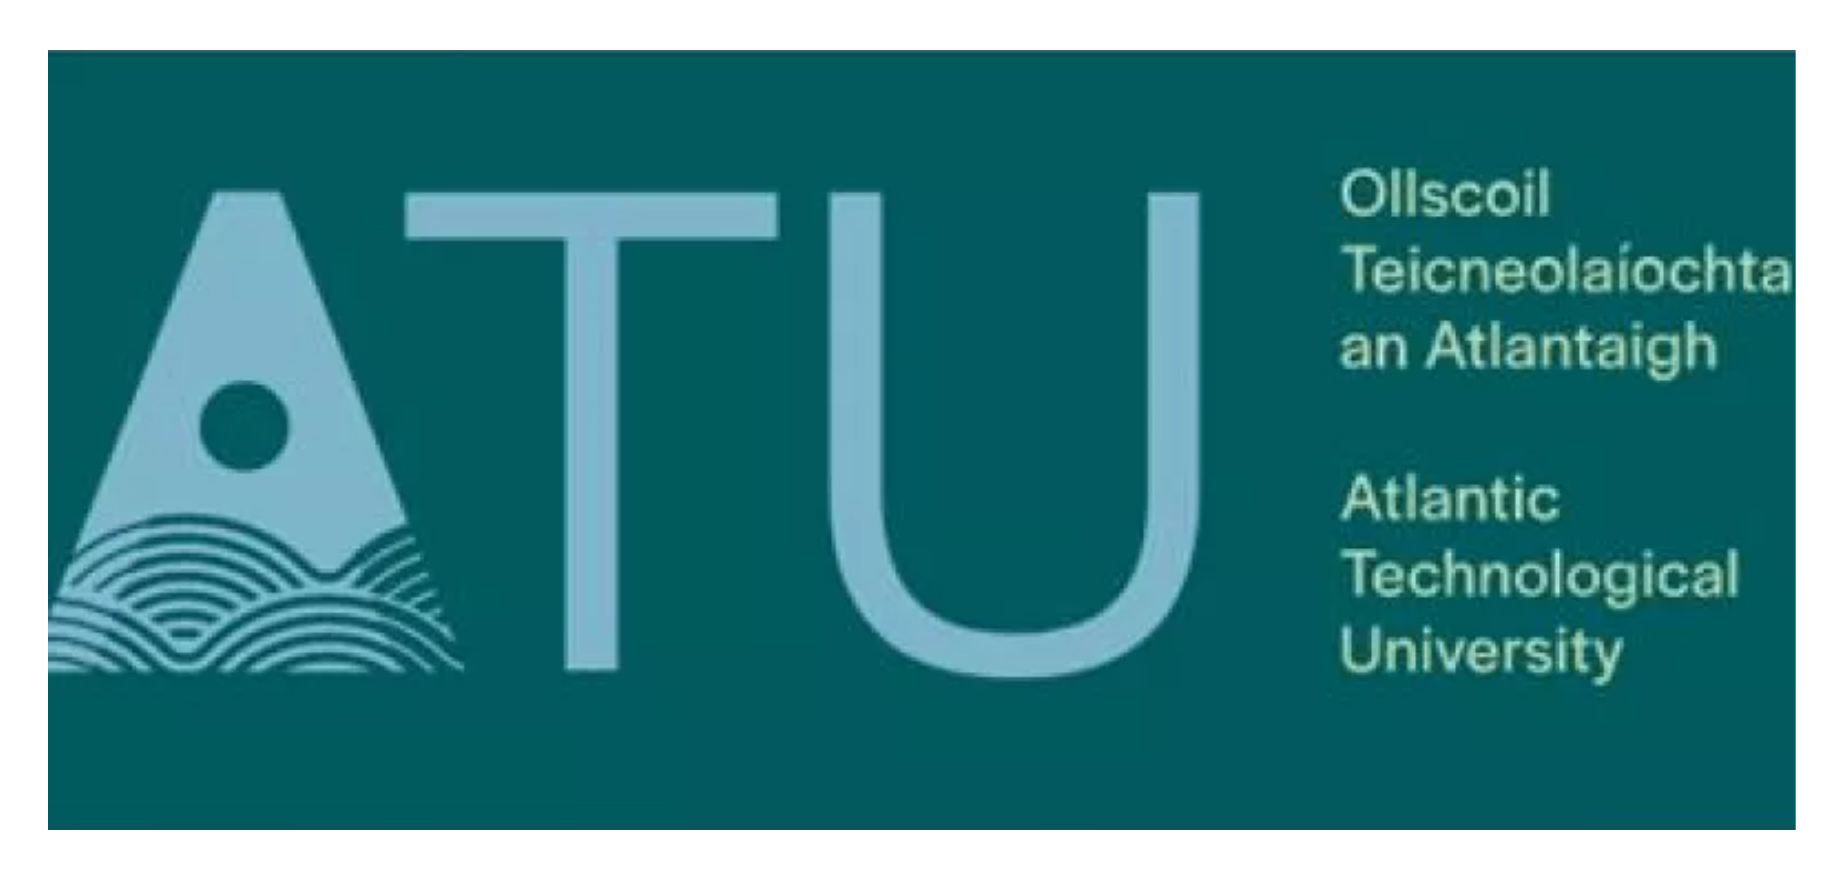 ATU
Ollscoil
Teicneolaíochta
an Atlantaigh
Atlantic
Technological
University